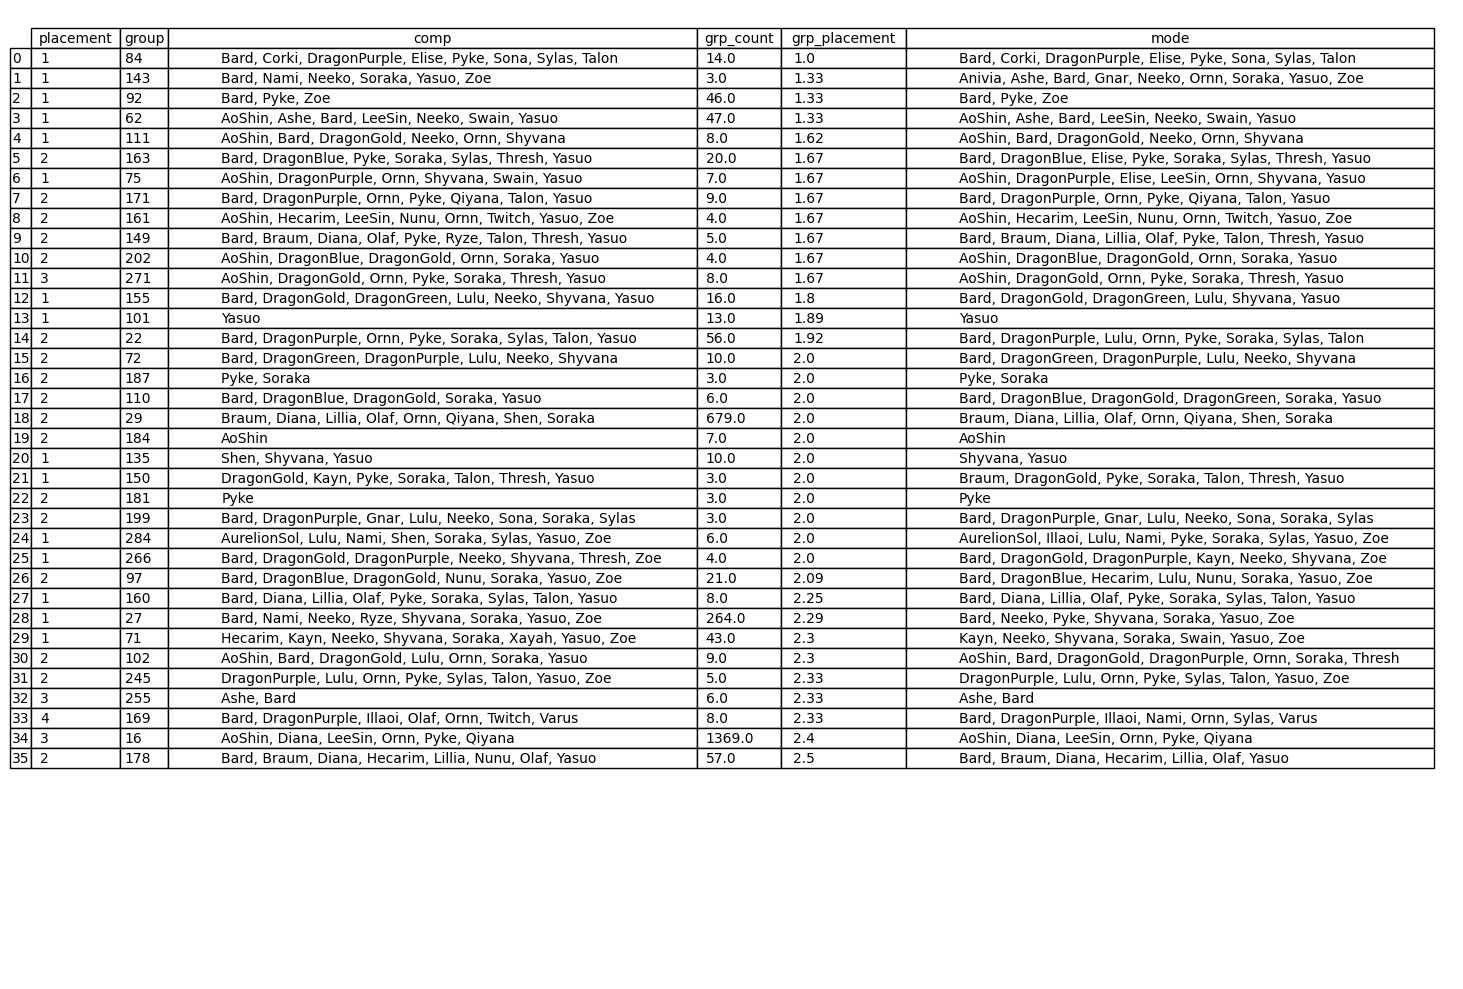 placement group comp grp_count grp_placement mode
0 1 84 Bard, Corki, DragonPurple, Elise, Pyke, Sona, Sylas, Talon 14.0 1.0 Bard, Corki, DragonPurple, Elise, Pyke, Sona, Sylas, Talon
1 1 143 Bard, Nami, Neeko, Soraka, Yasuo, Zoe 3.0 1.33 Anivia, Ashe, Bard, Gnar, Neeko, Ornn, Soraka, Yasuo, Zoe
2 1 92 Bard, Pyke, Zoe 46.0 1.33 Bard, Pyke, Zoe
3 1 62 AoShin, Ashe, Bard, LeeSin, Neeko, Swain, Yasuo 47.0 1.33 AoShin, Ashe, Bard, LeeSin, Neeko, Swain, Yasuo
4 1 111 AoShin, Bard, DragonGold, Neeko, Ornn, Shyvana 8.0 1.62 AoShin, Bard, DragonGold, Neeko, Ornn, Shyvana
5 2 163 Bard, DragonBlue, Pyke, Soraka, Sylas, Thresh, Yasuo 20.0 1.67 Bard, DragonBlue, Elise, Pyke, Soraka, Sylas, Thresh, Yasuo
6 1 75 AoShin, DragonPurple, Ornn, Shyvana, Swain, Yasuo 7.0 1.67 AoShin, DragonPurple, Elise, LeeSin, Ornn, Shyvana, Yasuo
7 2 171 Bard, DragonPurple, Ornn, Pyke, Qiyana, Talon, Yasuo 9.0 1.67 Bard, DragonPurple, Ornn, Pyke, Qiyana, Talon, Yasuo
8 2 161 AoShin, Hecarim, LeeSin, Nunu, Ornn, Twitch, Yasuo, Zoe 4.0 1.67 AoShin, Hecarim, LeeSin, Nunu, Ornn, Twitch, Yasuo, Zoe
9 2 149 Bard, Braum, Diana, Olaf, Pyke, Ryze, Talon, Thresh, Yasuo 5.0 1.67 Bard, Braum, Diana, Lillia, Olaf, Pyke, Talon, Thresh, Yasuo
10 2 202 AoShin, DragonBlue, DragonGold, Ornn, Soraka, Yasuo 4.0 1.67 AoShin, DragonBlue, DragonGold, Ornn, Soraka, Yasuo
11 3 271 AoShin, DragonGold, Ornn, Pyke, Soraka, Thresh, Yasuo 8.0 1.67 AoShin, DragonGold, Ornn, Pyke, Soraka, Thresh, Yasuo
12 1 155 Bard, DragonGold, DragonGreen, Lulu, Neeko, Shyvana, Yasuo 16.0 1.8 Bard, DragonGold, DragonGreen, Lulu, Shyvana, Yasuo
13 1 101 Yasuo 13.0 1.89 Yasuo
14 2 22 Bard, DragonPurple, Ornn, Pyke, Soraka, Sylas, Talon, Yasuo 56.0 1.92 Bard, DragonPurple, Lulu, Ornn, Pyke, Soraka, Sylas, Talon
15 2 72 Bard, DragonGreen, DragonPurple, Lulu, Neeko, Shyvana 10.0 2.0 Bard, DragonGreen, DragonPurple, Lulu, Neeko, Shyvana
16 2 187 Pyke, Soraka 3.0 2.0 Pyke, Soraka
17 2 110 Bard, DragonBlue, DragonGold, Soraka, Yasuo 6.0 2.0 Bard, DragonBlue, DragonGold, DragonGreen, Soraka, Yasuo
18 2 29 Braum, Diana, Lillia, Olaf, Ornn, Qiyana, Shen, Soraka 679.0 2.0 Braum, Diana, Lillia, Olaf, Ornn, Qiyana, Shen, Soraka
19 2 184 AoShin 7.0 2.0 AoShin
20 1 135 Shen, Shyvana, Yasuo 10.0 2.0 Shyvana, Yasuo
21 1 150 DragonGold, Kayn, Pyke, Soraka, Talon, Thresh, Yasuo 3.0 2.0 Braum, DragonGold, Pyke, Soraka, Talon, Thresh, Yasuo
22 2 181 Pyke 3.0 2.0 Pyke
23 2 199 Bard, DragonPurple, Gnar, Lulu, Neeko, Sona, Soraka, Sylas 3.0 2.0 Bard, DragonPurple, Gnar, Lulu, Neeko, Sona, Soraka, Sylas
24 1 284 AurelionSol, Lulu, Nami, Shen, Soraka, Sylas, Yasuo, Zoe 6.0 2.0 AurelionSol, Illaoi, Lulu, Nami, Pyke, Soraka, Sylas, Yasuo, Zoe
25 1 266 Bard, DragonGold, DragonPurple, Neeko, Shyvana, Thresh, Zoe 4.0 2.0 Bard, DragonGold, DragonPurple, Kayn, Neeko, Shyvana, Zoe
26 2 97 Bard, DragonBlue, DragonGold, Nunu, Soraka, Yasuo, Zoe 21.0 2.09 Bard, DragonBlue, Hecarim, Lulu, Nunu, Soraka, Yasuo, Zoe
27 1 160 Bard, Diana, Lillia, Olaf, Pyke, Soraka, Sylas, Talon, Yasuo 8.0 2.25 Bard, Diana, Lillia, Olaf, Pyke, Soraka, Sylas, Talon, Yasuo
28 1 27 Bard, Nami, Neeko, Ryze, Shyvana, Soraka, Yasuo, Zoe 264.0 2.29 Bard, Neeko, Pyke, Shyvana, Soraka, Yasuo, Zoe
29 1 71 Hecarim, Kayn, Neeko, Shyvana, Soraka, Xayah, Yasuo, Zoe 43.0 2.3 Kayn, Neeko, Shyvana, Soraka, Swain, Yasuo, Zoe
30 2 102 AoShin, Bard, DragonGold, Lulu, Ornn, Soraka, Yasuo 9.0 2.3 AoShin, Bard, DragonGold, DragonPurple, Ornn, Soraka, Thresh
31 2 245 DragonPurple, Lulu, Ornn, Pyke, Sylas, Talon, Yasuo, Zoe 5.0 2.33 DragonPurple, Lulu, Ornn, Pyke, Sylas, Talon, Yasuo, Zoe
32 3 255 Ashe, Bard 6.0 2.33 Ashe, Bard
33 4 169 Bard, DragonPurple, Illaoi, Olaf, Ornn, Twitch, Varus 8.0 2.33 Bard, DragonPurple, Illaoi, Nami, Ornn, Sylas, Varus
34 3 16 AoShin, Diana, LeeSin, Ornn, Pyke, Qiyana 1369.0 2.4 AoShin, Diana, LeeSin, Ornn, Pyke, Qiyana
35 2 178 Bard, Braum, Diana, Hecarim, Lillia, Nunu, Olaf, Yasuo 57.0 2.5 Bard, Braum, Diana, Hecarim, Lillia, Olaf, Yasuo